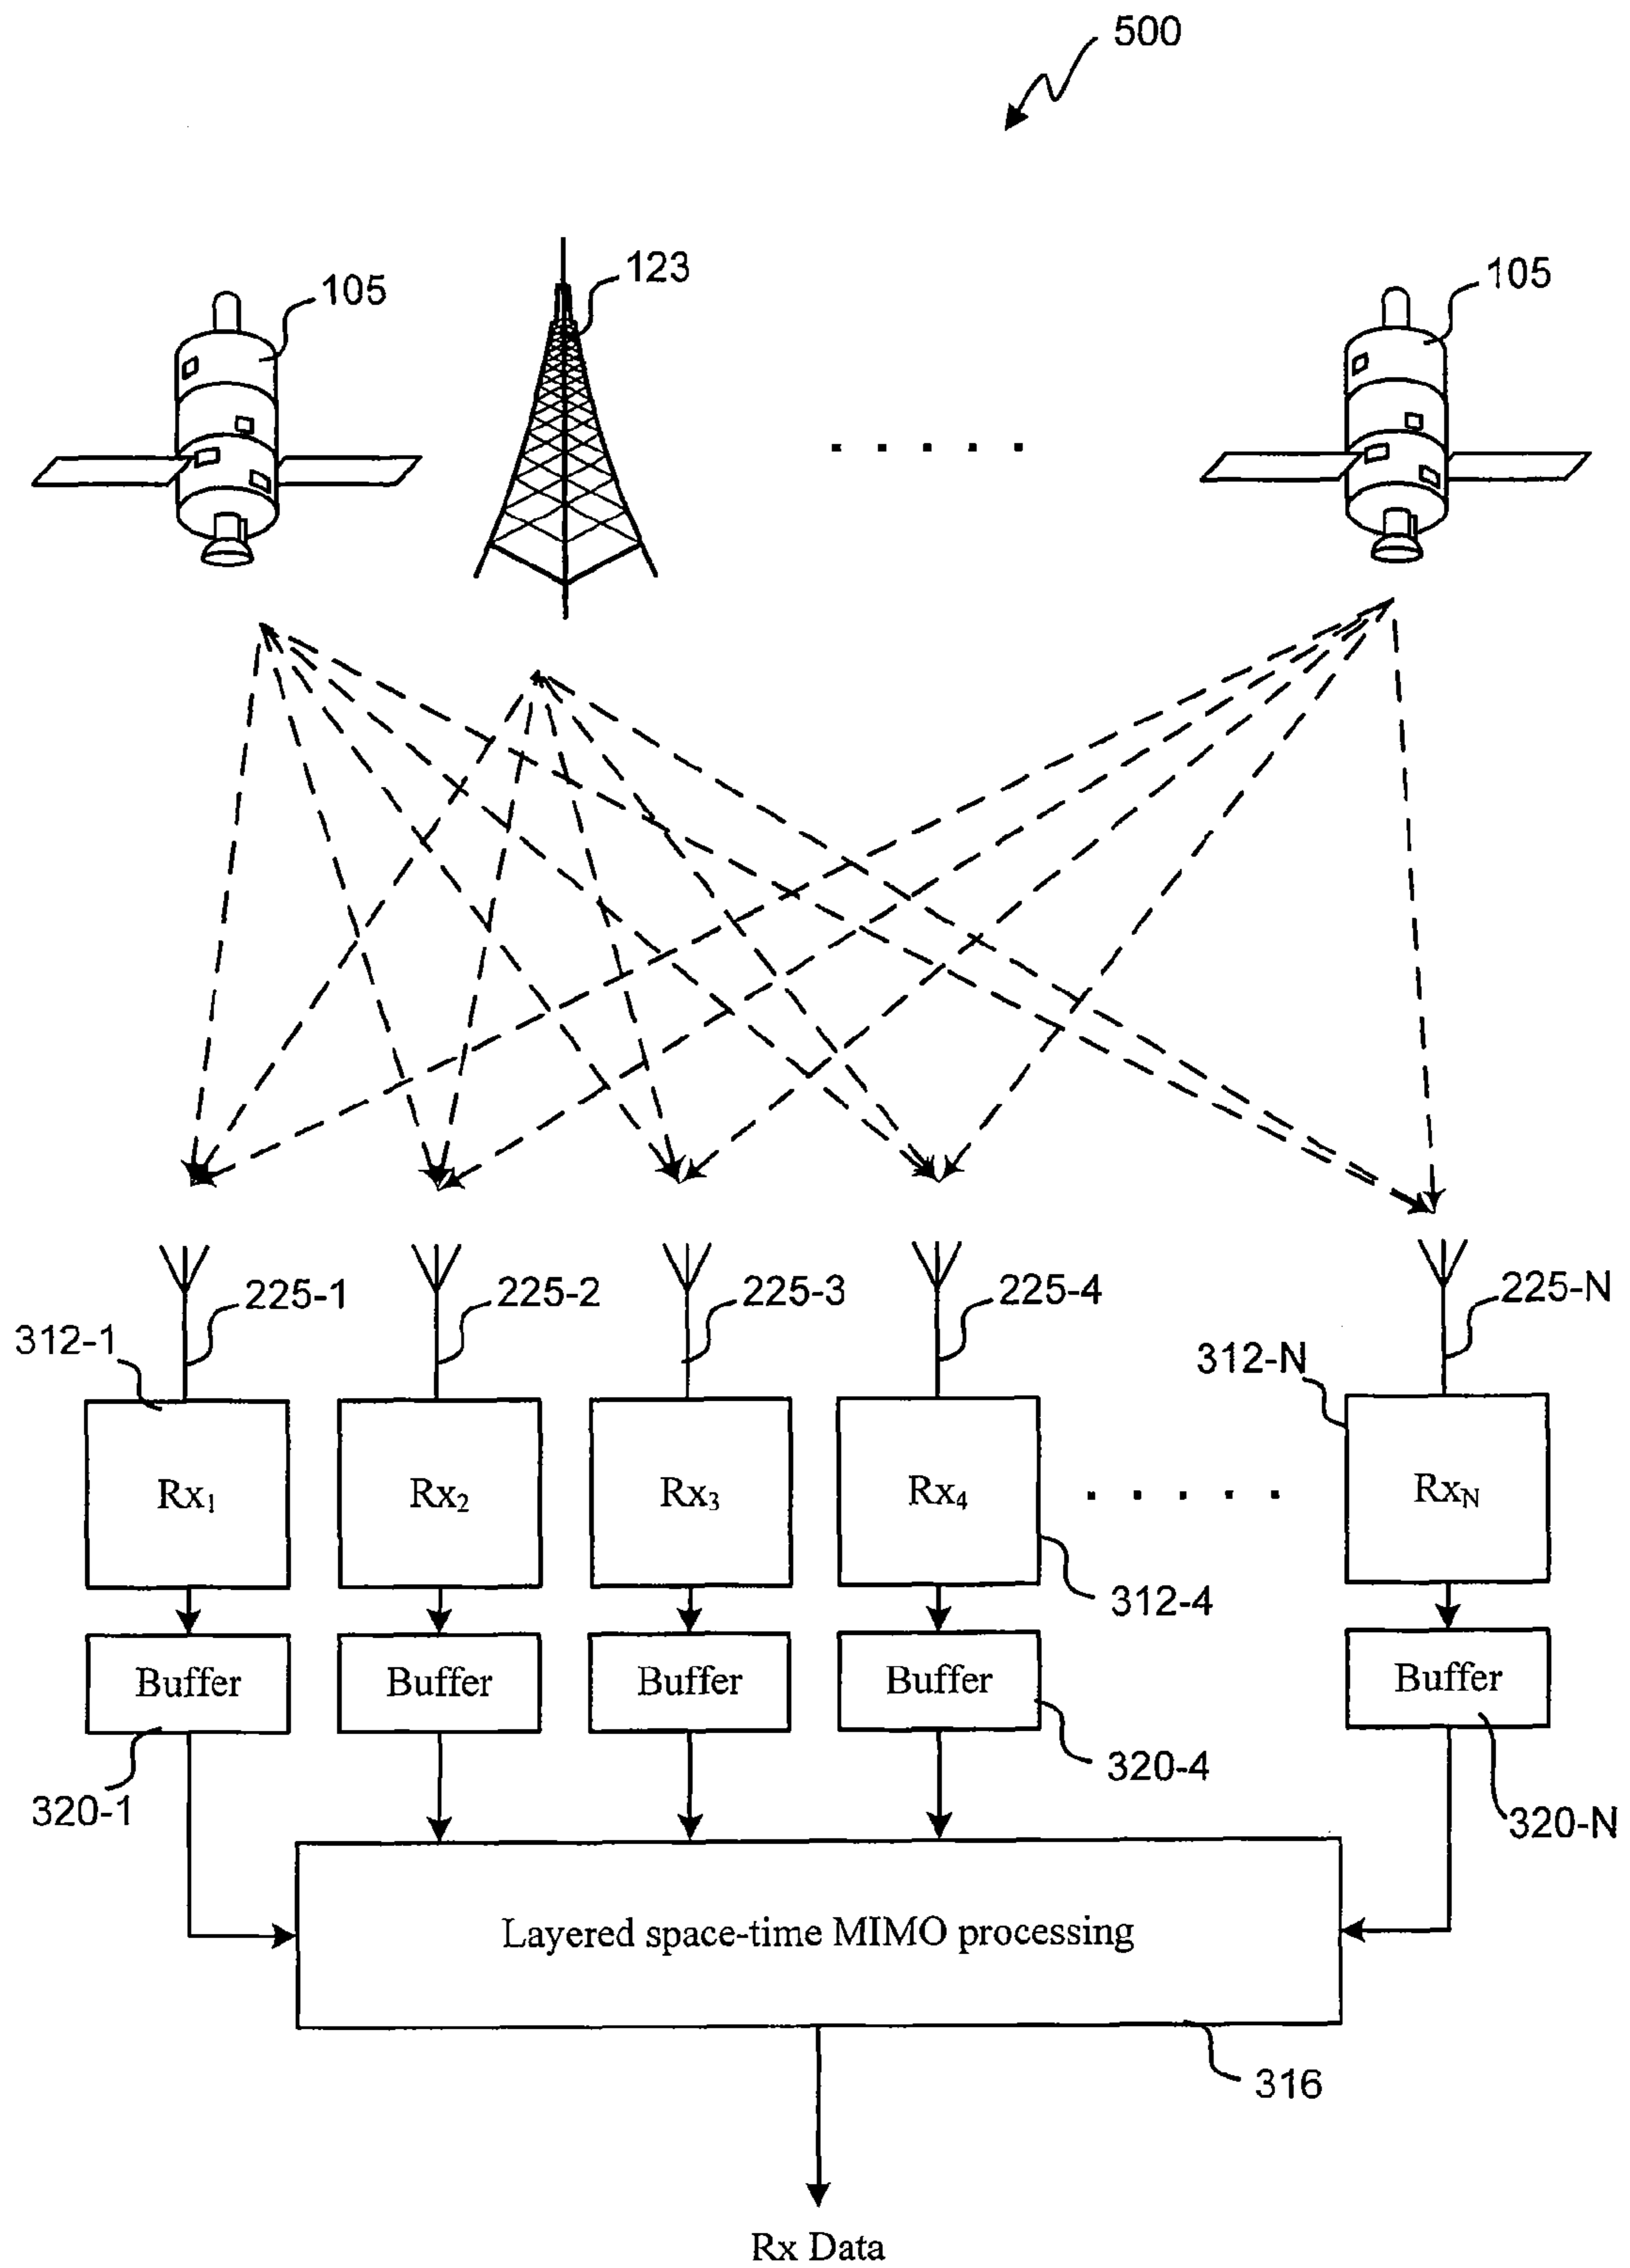 500
123
105
105
225-1
225-2
225-3
225-4
225-N
312-1
312-N
Rx1
Rx2
Rx3
Rx4
RxN
312-4
Buffer
Buffer
Buffer
Buffer
Buffer
320-4
320-1
320-N
Layered space-time MIMO processing
316
Rx Data